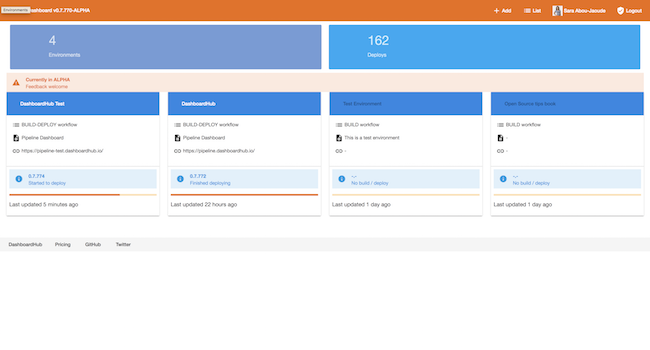 Environments
Dashboard v0.7.770-ALPHA
Add
List
Sara Abou-Jaoude
Logout
4
Environments
162
Deploys
Currently in ALPHA
Feedback welcome
DashboardHub Test
BUILD-DEPLOY workflow
Pipeline Dashboard
https://pipeline-test.dashboardhub.io/
0.7.774
Started to deploy
Last updated 5 minutes ago
DashboardHub
BUILD-DEPLOY workflow
Pipeline Dashboard
https://pipeline.dashboardhub.io/
0.7.772
Finished deploying
Last updated 22 hours ago
Test Environment
BUILD workflow
This is a test environment
-
-.-
No build / deploy
Last updated 1 day ago
BUILD workflow
-
-
-.-
No build / deploy
Last updated 1 day ago
DashboardHub
Pricing
GitHub
Twitter